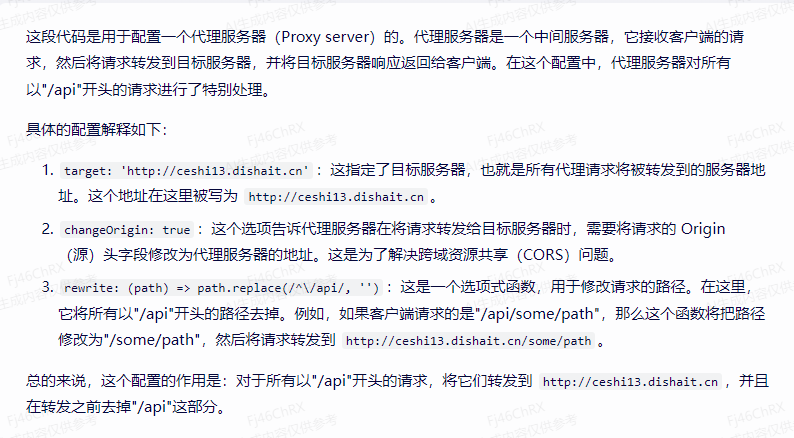 这段代码是用于配置一个代理服务器（Proxy server）的。代理服务器是一个中间服务器，它接收客户端的请
求，然后将请求转发到目标服务器，并将目标服务器响应返回给客户端。在这个配置中，代理服务器对所有
以"/api"开头的请求进行了特别处理。
具体的配置解释如下：
1. target: 'http://ceshi13.dishait.cn' ：这指定了目标服务器，也就是所有代理请求将被转发到的服务器地
址。这个地址在这里被写为 http://ceshi13.dishait.cn 。
2. changeOrigin: true ：这个选项告诉代理服务器在将请求转发给目标服务器时，需要将请求的 Origin
（源）头字段修改为代理服务器的地址。这是为了解决跨域资源共享（CORS）问题。
3. rewrite: (path) => path.replace(/^\/api/, '') ：这是一个选项式函数，用于修改请求的路径。在这里，
它将所有以"/api"开头的路径去掉。例如，如果客户端请求的是"/api/some/path"，那么这个函数将把路径
修改为"/some/path"，然后将请求转发到 http://ceshi13.dishait.cn/some/path 。
总的来说，这个配置的作用是：对于所有以"/api"开头的请求，将它们转发到 http://ceshi13.dishait.cn ，并且
在转发之前去掉"/api"这部分。